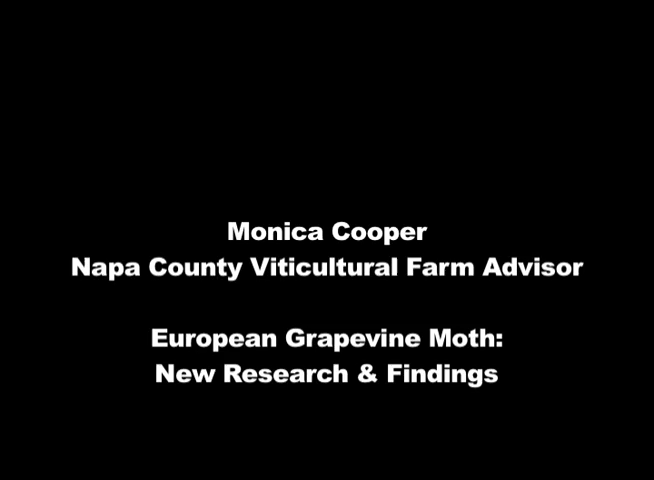 Monica Cooper
Napa County Viticultural Farm Advisor
European Grapevine Moth:
New Research & Findings